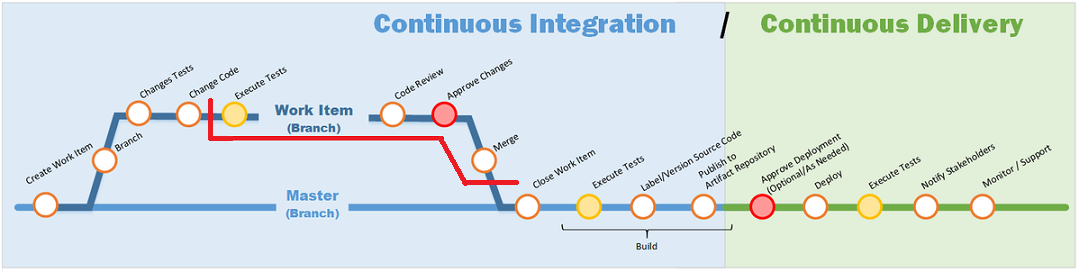 Continuous Integration / Continuous Delivery
Create Work Item
Branch
Changes Tests
Change Code
Execute Tests
Work Item
(Branch)
Code Review
Approve Changes
Merge
Master
(Branch)
Close Work Item
Execute Tests
Label/Version Source Code
Publish to
Artifact Repository
Build
Approve Deployment
(Optional/As Needed)
Deploy
Execute Tests
Notify Stakeholders
Monitor / Support